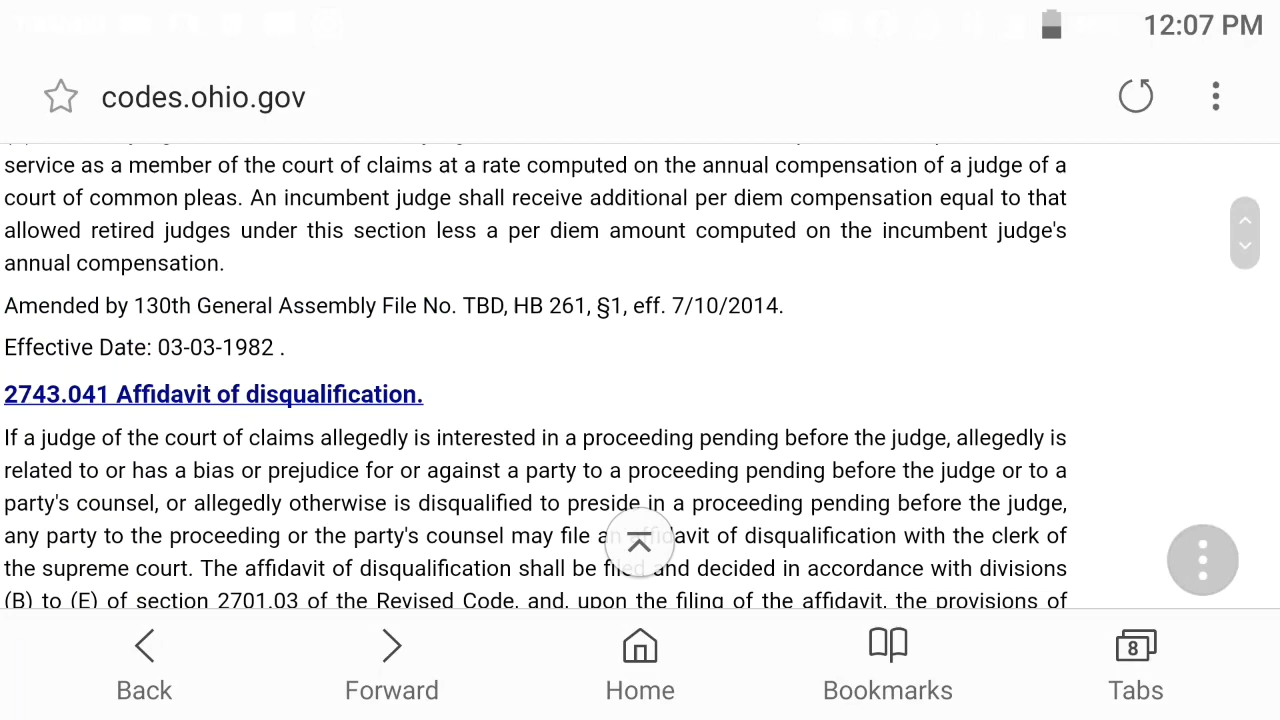 12:07 PM
codes.ohio.gov
service as a member of the court of claims at a rate computed on the annual compensation of a judge of a
court of common pleas. An incumbent judge shall receive additional per diem compensation equal to that
allowed retired judges under this section less a per diem amount computed on the incumbent judge's
annual compensation.
Amended by 130th General Assembly File No. TBD, HB 261, §1, eff. 7/10/2014.
Effective Date: 03-03-1982 .
2743.041 Affidavit of disqualification.
If a judge of the court of claims allegedly is interested in a proceeding pending before the judge, allegedly is
related to or has a bias or prejudice for or against a party to a proceeding pending before the judge or to a
party's counsel, or allegedly otherwise is disqualified to preside in a proceeding pending before the judge,
any party to the proceeding or the party's counsel may file an affidavit of disqualification with the clerk of
the supreme court. The affidavit of disqualification shall be filed and decided in accordance with divisions
(B) to (E) of section 2701.03 of the Revised Code, and, upon the filing of the affidavit, the provisions of
8
Back Forward Home Bookmarks Tabs